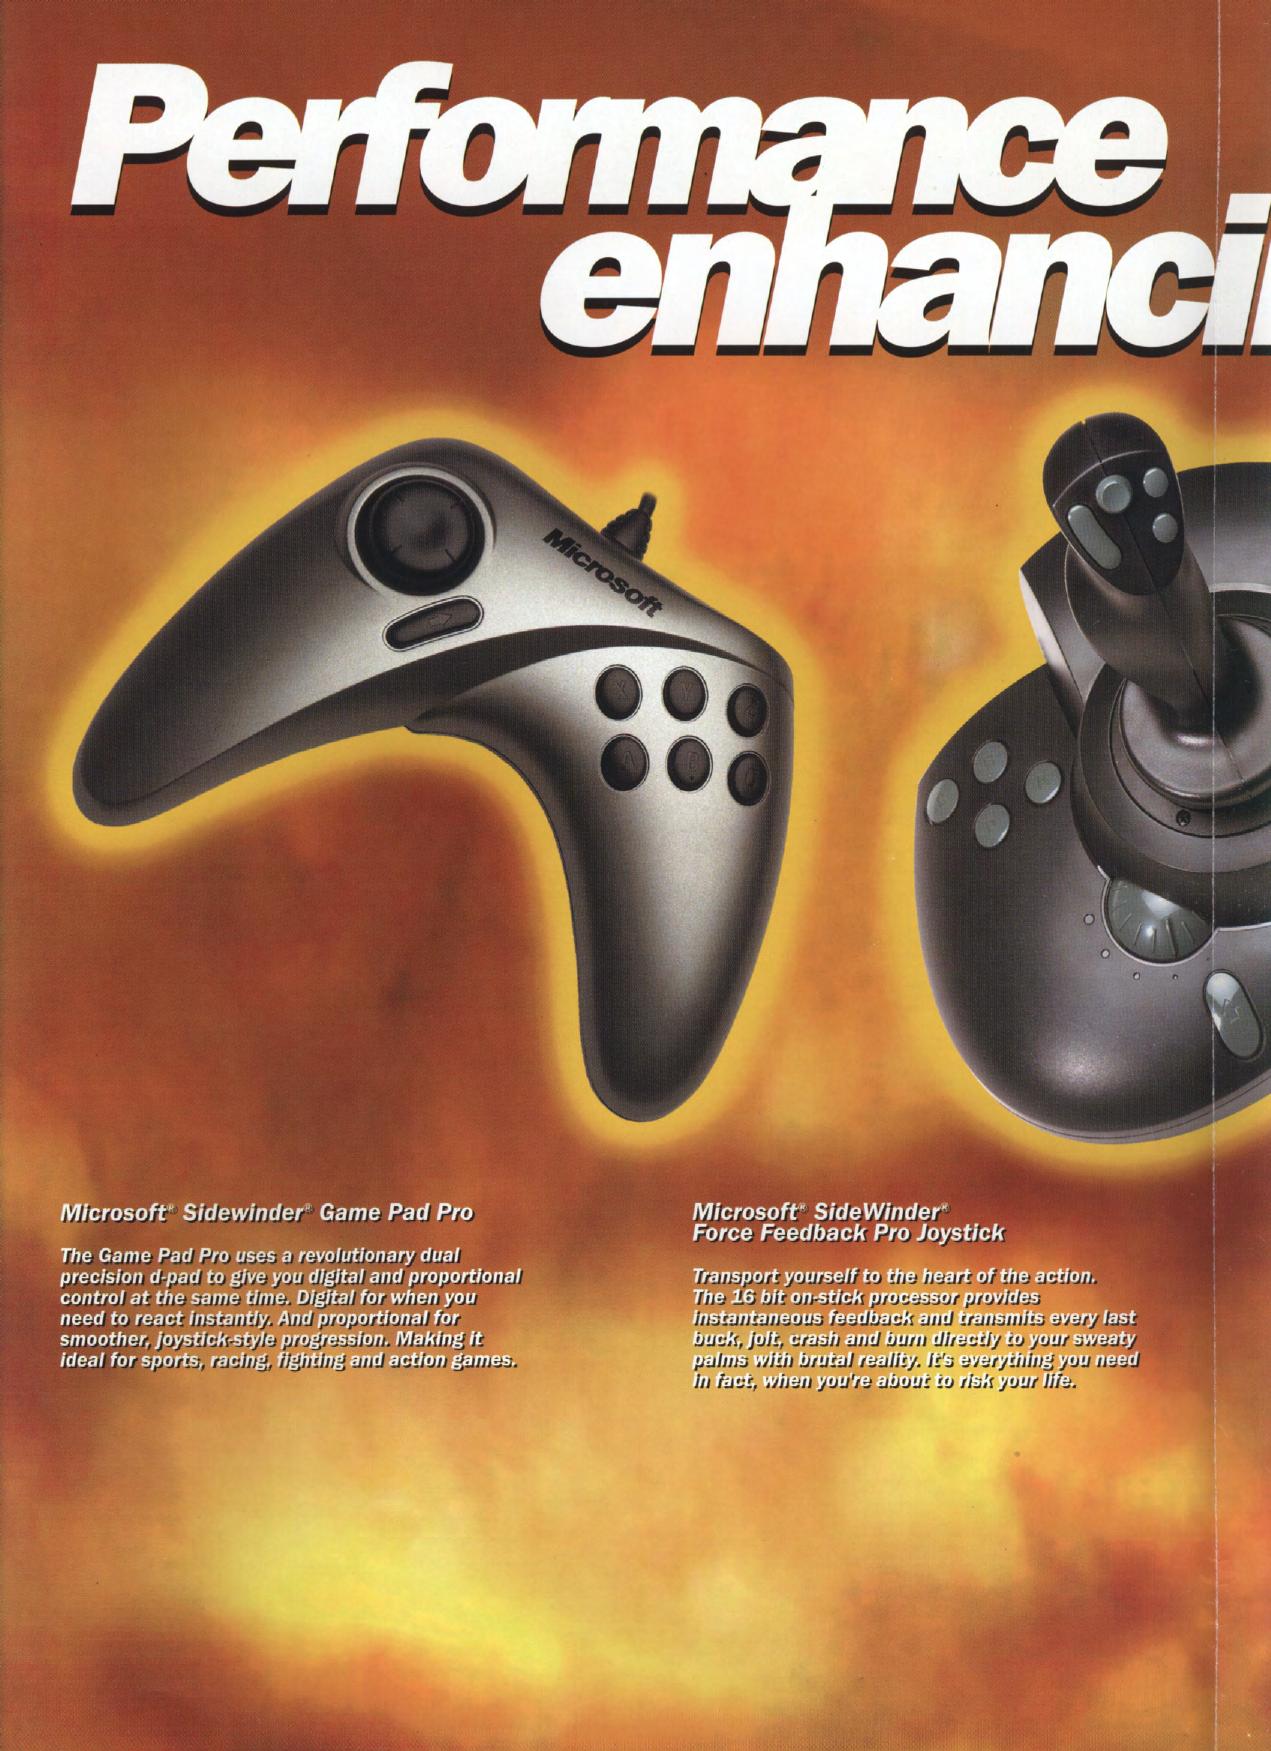 Performance
enhanci
Microsoft
X Y C
A B
Microsoft® Sidewinder® Game Pad Pro
The Game Pad Pro uses a revolutionary dual
precision d-pad to give you digital and proportional
control at the same time. Digital for when you
need to react instantly. And proportional for
smoother, joystick-style progression. Making it
ideal for sports, racing, fighting and action games.
Microsoft® SideWinder®
Force Feedback Pro Joystick
Transport yourself to the heart of the action.
The 16 bit on-stick processor provides
instantaneous feedback and transmits every last
buck, jolt, crash and burn directly to your sweaty
palms with brutal reality. It's everything you need
in fact, when you're about to risk your life.